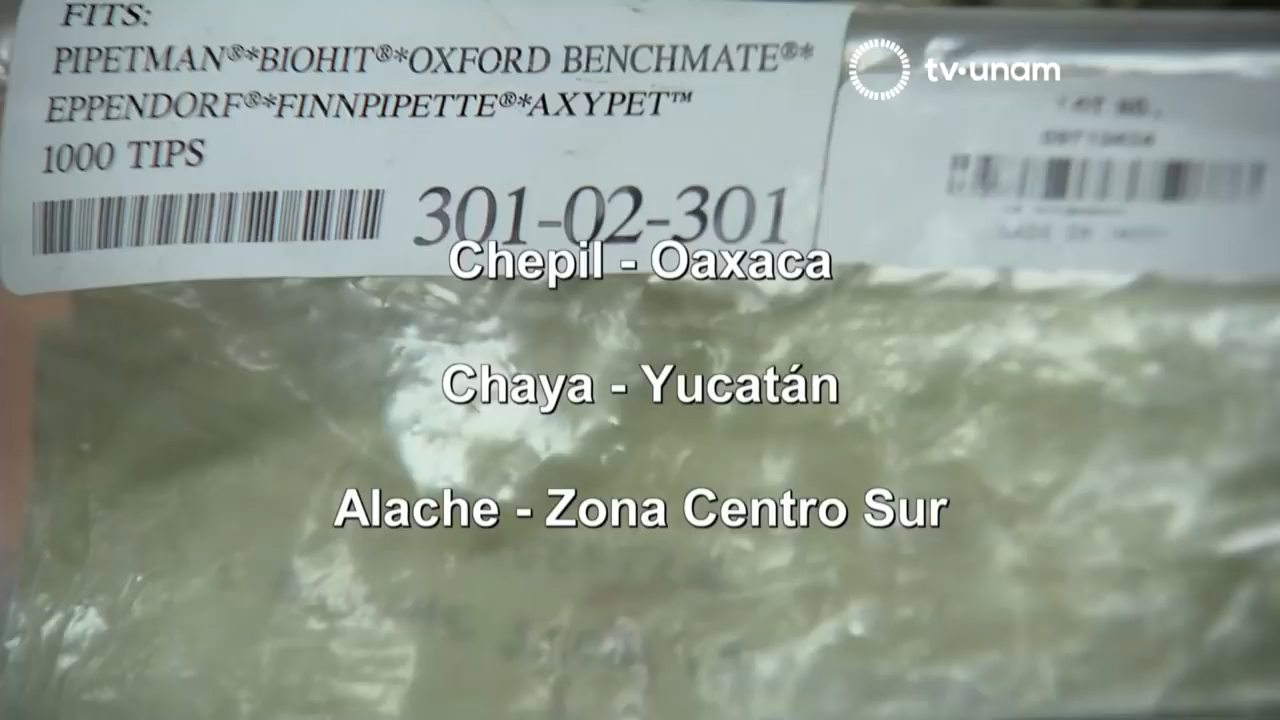 FITS:
PIPETMAN®*BIOHIT®*OXFORD BENCHMATE®*
EPPENDORF®*FINNPIPETTE®*AXYPET™
1000 TIPS
301-02-301
tv·unam
Chepil - Oaxaca
Chaya - Yucatán
Alache - Zona Centro Sur